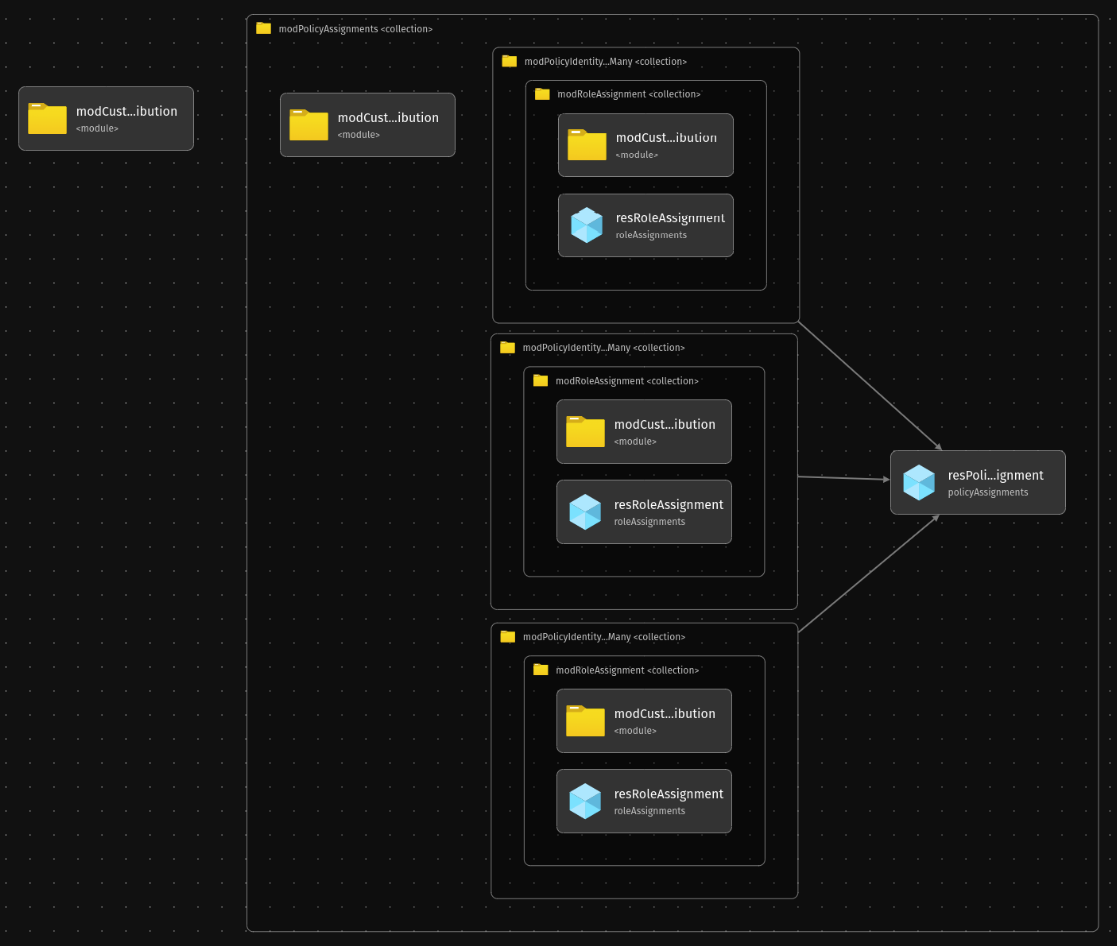 modPolicyAssignments <collection>
modCust...ibution
<module>
modCust...ibution
<module>
modPolicyIdentity...Many <collection>
modRoleAssignment <collection>
modCust...ibution
<module>
resRoleAssignment
roleAssignments
modPolicyIdentity...Many <collection>
modRoleAssignment <collection>
modCust...ibution
<module>
resRoleAssignment
roleAssignments
modPolicyIdentity...Many <collection>
modRoleAssignment <collection>
modCust...ibution
<module>
resRoleAssignment
roleAssignments
resPoli...ignment
policyAssignments